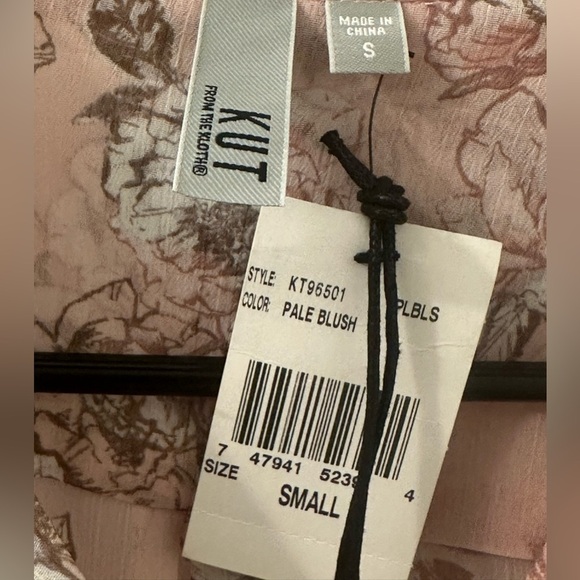 MADE IN
CHINA
S
KUT
FROM THE KLOTH®
STYLE: KT96501
COLOR: PALE BLUSH PLBLS
7 47941 5239 4
SIZE
SMALL